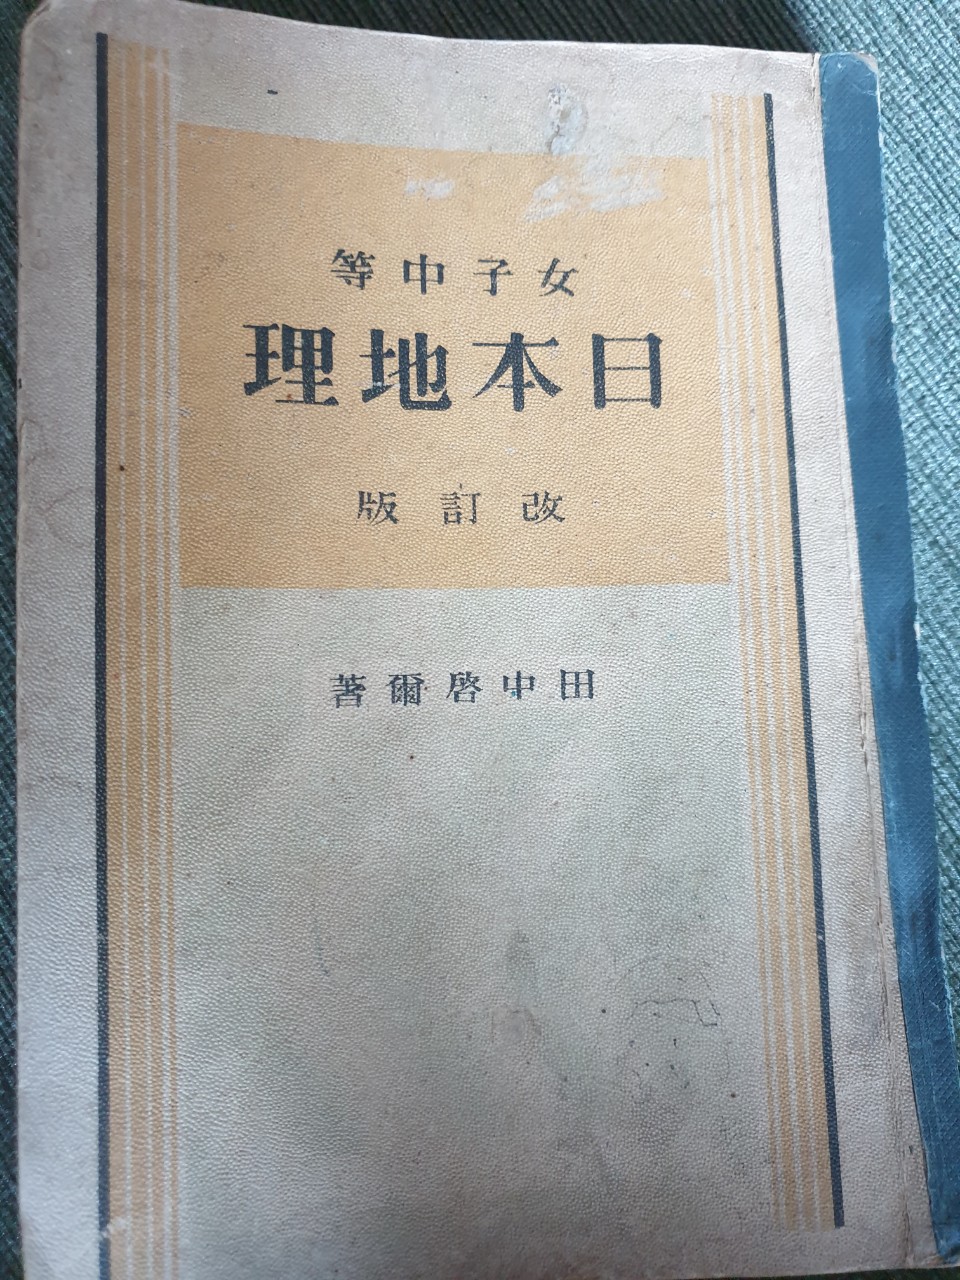 女子中等
日本地理
改訂版
田中啓爾著